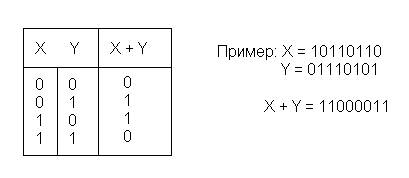 X Y X + Y
0 0 0
0 1 1
1 0 1
1 1 0
Пример: X = 10110110
Y = 01110101
X + Y = 11000011